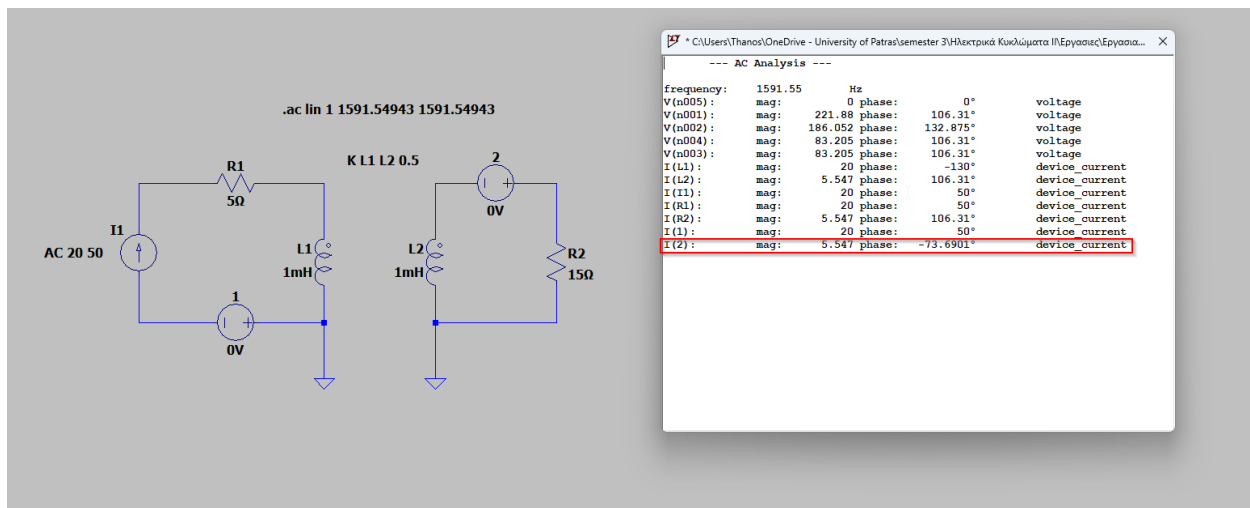 .ac lin 1 1591.54943 1591.54943
K L1 L2 0.5
R1
5Ω
2
0V
I1
AC 20 50
L1
1mH
L2
1mH
R2
15Ω
1
0V
* C:\Users\Thanos\OneDrive - University of Patras\semester 3\Ηλεκτρικά Κυκλώματα ΙΙ\Εργασιες\Εργασια...
--- AC Analysis ---
frequency: 1591.55 Hz
V(n005): mag: 0 phase: 0° voltage
V(n001): mag: 221.88 phase: 106.31° voltage
V(n002): mag: 186.052 phase: 132.875° voltage
V(n004): mag: 83.205 phase: 106.31° voltage
V(n003): mag: 83.205 phase: 106.31° voltage
I(L1): mag: 20 phase: -130° device_current
I(L2): mag: 5.547 phase: 106.31° device_current
I(I1): mag: 20 phase: 50° device_current
I(R1): mag: 20 phase: 50° device_current
I(R2): mag: 5.547 phase: 106.31° device_current
I(1): mag: 20 phase: 50° device_current
I(2): mag: 5.547 phase: -73.6901° device_current